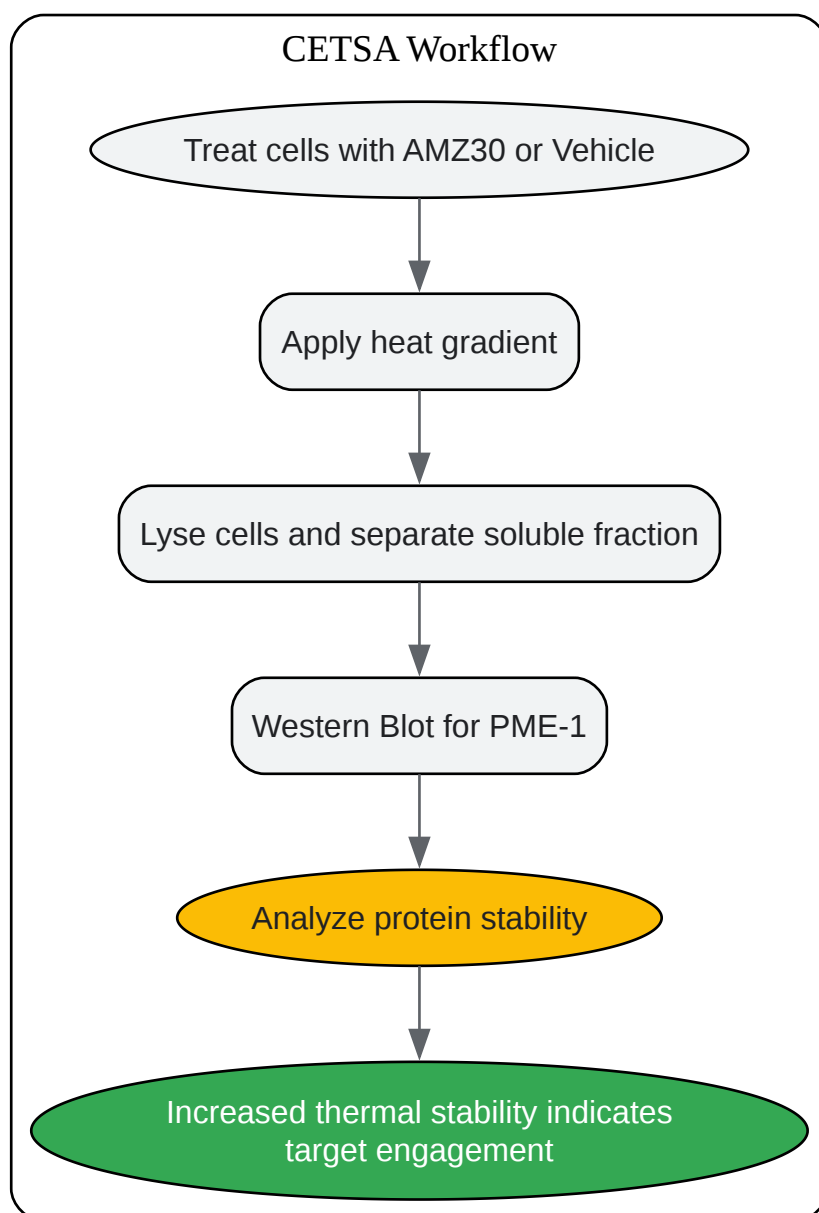 CETSA Workflow
Treat cells with AMZ30 or Vehicle
Apply heat gradient
Lyse cells and separate soluble fraction
Western Blot for PME-1
Analyze protein stability
Increased thermal stability indicates
target engagement